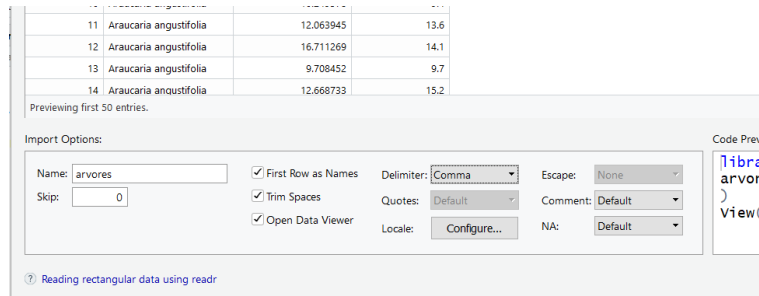 11 Araucaria angustifolia 12.063945 13.6
12 Araucaria angustifolia 16.711269 14.1
13 Araucaria angustifolia 9.708452 9.7
14 Araucaria angustifolia 12.668733 15.2
Previewing first 50 entries.
Import Options:
Code Prev
Name: arvores
First Row as Names
Delimiter: Comma
Escape: None
Skip: 0
Trim Spaces
Quotes: Default
Comment: Default
Open Data Viewer
Locale: Configure...
NA: Default
libra
arvor
)
View(
Reading rectangular data using readr